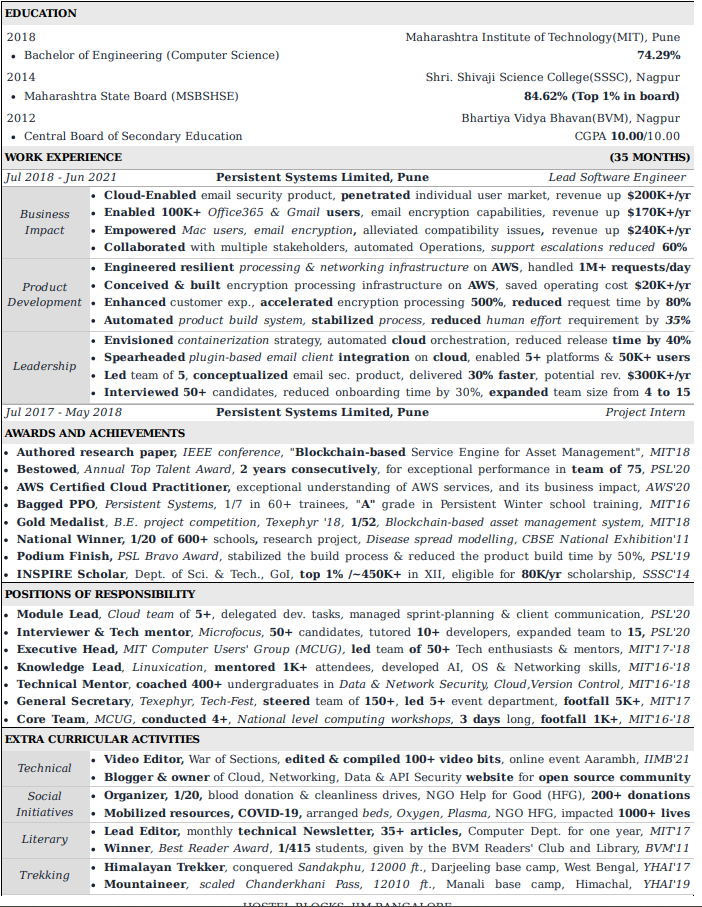 EDUCATION
2018 Maharashtra Institute of Technology(MIT), Pune
• Bachelor of Engineering (Computer Science) 74.29%
2014 Shri. Shivaji Science College(SSSC), Nagpur
• Maharashtra State Board (MSBSHSE) 84.62% (Top 1% in board)
2012 Bhartiya Vidya Bhavan(BVM), Nagpur
• Central Board of Secondary Education CGPA 10.00/10.00
WORK EXPERIENCE (35 MONTHS)
Jul 2018 - Jun 2021 Persistent Systems Limited, Pune Lead Software Engineer
Business Impact
• Cloud-Enabled email security product, penetrated individual user market, revenue up $200K+/yr
• Enabled 100K+ Office365 & Gmail users, email encryption capabilities, revenue up $170K+/yr
• Empowered Mac users, email encryption, alleviated compatibility issues, revenue up $240K+/yr
• Collaborated with multiple stakeholders, automated Operations, support escalations reduced 60%
Product Development
• Engineered resilient processing & networking infrastructure on AWS, handled 1M+ requests/day
• Conceived & built encryption processing infrastructure on AWS, saved operating cost $20K+/yr
• Enhanced customer exp., accelerated encryption processing 500%, reduced request time by 80%
• Automated product build system, stabilized process, reduced human effort requirement by 35%
Leadership
• Envisioned containerization strategy, automated cloud orchestration, reduced release time by 40%
• Spearheaded plugin-based email client integration on cloud, enabled 5+ platforms & 50K+ users
• Led team of 5, conceptualized email sec. product, delivered 30% faster, potential rev. $300K+/yr
• Interviewed 50+ candidates, reduced onboarding time by 30%, expanded team size from 4 to 15
Jul 2017 - May 2018 Persistent Systems Limited, Pune Project Intern
AWARDS AND ACHIEVEMENTS
• Authored research paper, IEEE conference, "Blockchain-based Service Engine for Asset Management", MIT'18
• Bestowed, Annual Top Talent Award, 2 years consecutively, for exceptional performance in team of 75, PSL'20
• AWS Certified Cloud Practitioner, exceptional understanding of AWS services, and its business impact, AWS'20
• Bagged PPO, Persistent Systems, 1/7 in 60+ trainees, "A" grade in Persistent Winter school training, MIT'16
• Gold Medalist, B.E. project competition, Texephyr '18, 1/52, Blockchain-based asset management system, MIT'18
• National Winner, 1/20 of 600+ schools, research project, Disease spread modelling, CBSE National Exhibition'11
• Podium Finish, PSL Bravo Award, stabilized the build process & reduced the product build time by 50%, PSL'19
• INSPIRE Scholar, Dept. of Sci. & Tech., GoI, top 1% /~450K+ in XII, eligible for 80K/yr scholarship, SSSC'14
POSITIONS OF RESPONSIBILITY
• Module Lead, Cloud team of 5+, delegated dev. tasks, managed sprint-planning & client communication, PSL'20
• Interviewer & Tech mentor, Microfocus, 50+ candidates, tutored 10+ developers, expanded team to 15, PSL'20
• Executive Head, MIT Computer Users' Group (MCUG), led team of 50+ Tech enthusiasts & mentors, MIT'17-'18
• Knowledge Lead, Linuxication, mentored 1K+ attendees, developed AI, OS & Networking skills, MIT'16-'18
• Technical Mentor, coached 400+ undergraduates in Data & Network Security, Cloud,Version Control, MIT'16-'18
• General Secretary, Texephyr, Tech-Fest, steered team of 150+, led 5+ event department, footfall 5K+, MIT'17
• Core Team, MCUG, conducted 4+, National level computing workshops, 3 days long, footfall 1K+, MIT'16-'18
EXTRA CURRICULAR ACTIVITIES
Technical
• Video Editor, War of Sections, edited & compiled 100+ video bits, online event Aarambh, IIMB'21
• Blogger & owner of Cloud, Networking, Data & API Security website for open source community
Social Initiatives
• Organizer, 1/20, blood donation & cleanliness drives, NGO Help for Good (HFG), 200+ donations
• Mobilized resources, COVID-19, arranged beds, Oxygen, Plasma, NGO HFG, impacted 1000+ lives
Literary
• Lead Editor, monthly technical Newsletter, 35+ articles, Computer Dept. for one year, MIT'17
• Winner, Best Reader Award, 1/415 students, given by the BVM Readers' Club and Library, BVM'11
Trekking
• Himalayan Trekker, conquered Sandakphu, 12000 ft., Darjeeling base camp, West Bengal, YHAI'17
• Mountaineer, scaled Chanderkhani Pass, 12010 ft., Manali base camp, Himachal, YHAI'19
HOSTEL BLOCKS, IIM BANGALORE